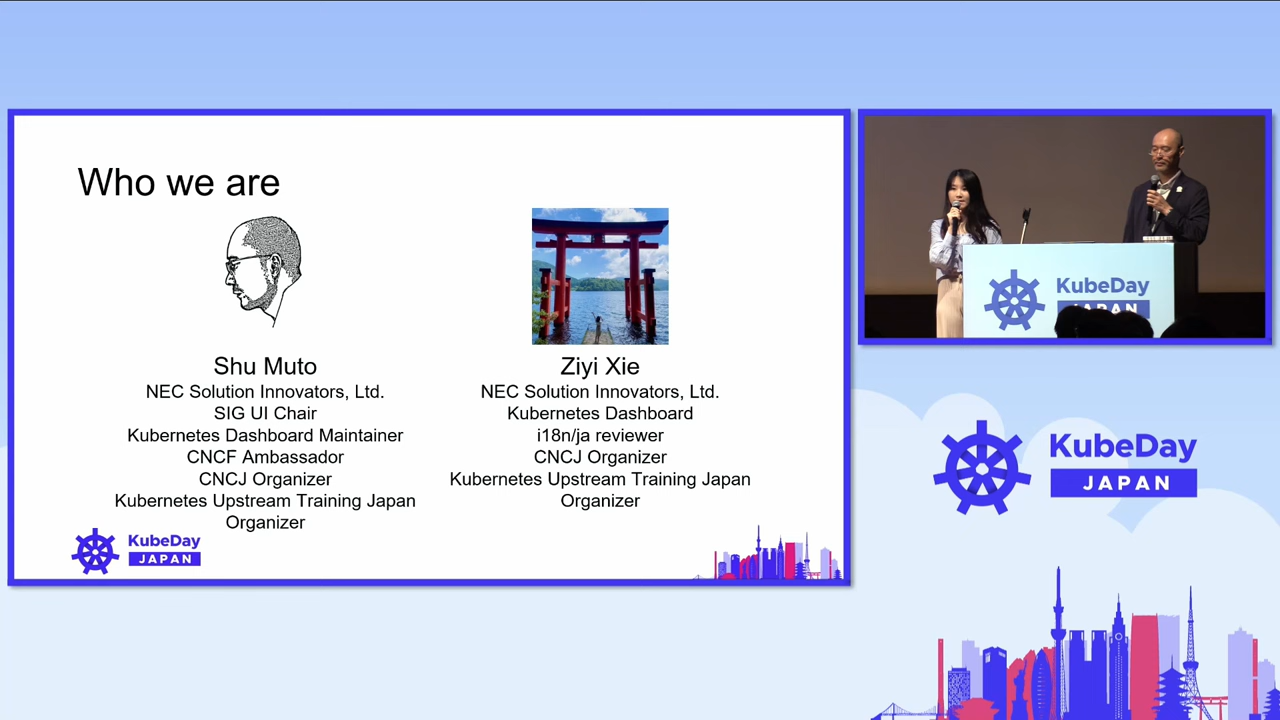 Who we are
Shu Muto
NEC Solution Innovators, Ltd.
SIG UI Chair
Kubernetes Dashboard Maintainer
CNCF Ambassador
CNCJ Organizer
Kubernetes Upstream Training Japan
Organizer
Ziyi Xie
NEC Solution Innovators, Ltd.
Kubernetes Dashboard
i18n/ja reviewer
CNCJ Organizer
Kubernetes Upstream Training Japan
Organizer
KubeDay
JAPAN
KubeDay
JAPAN
KubeDay
JAPAN